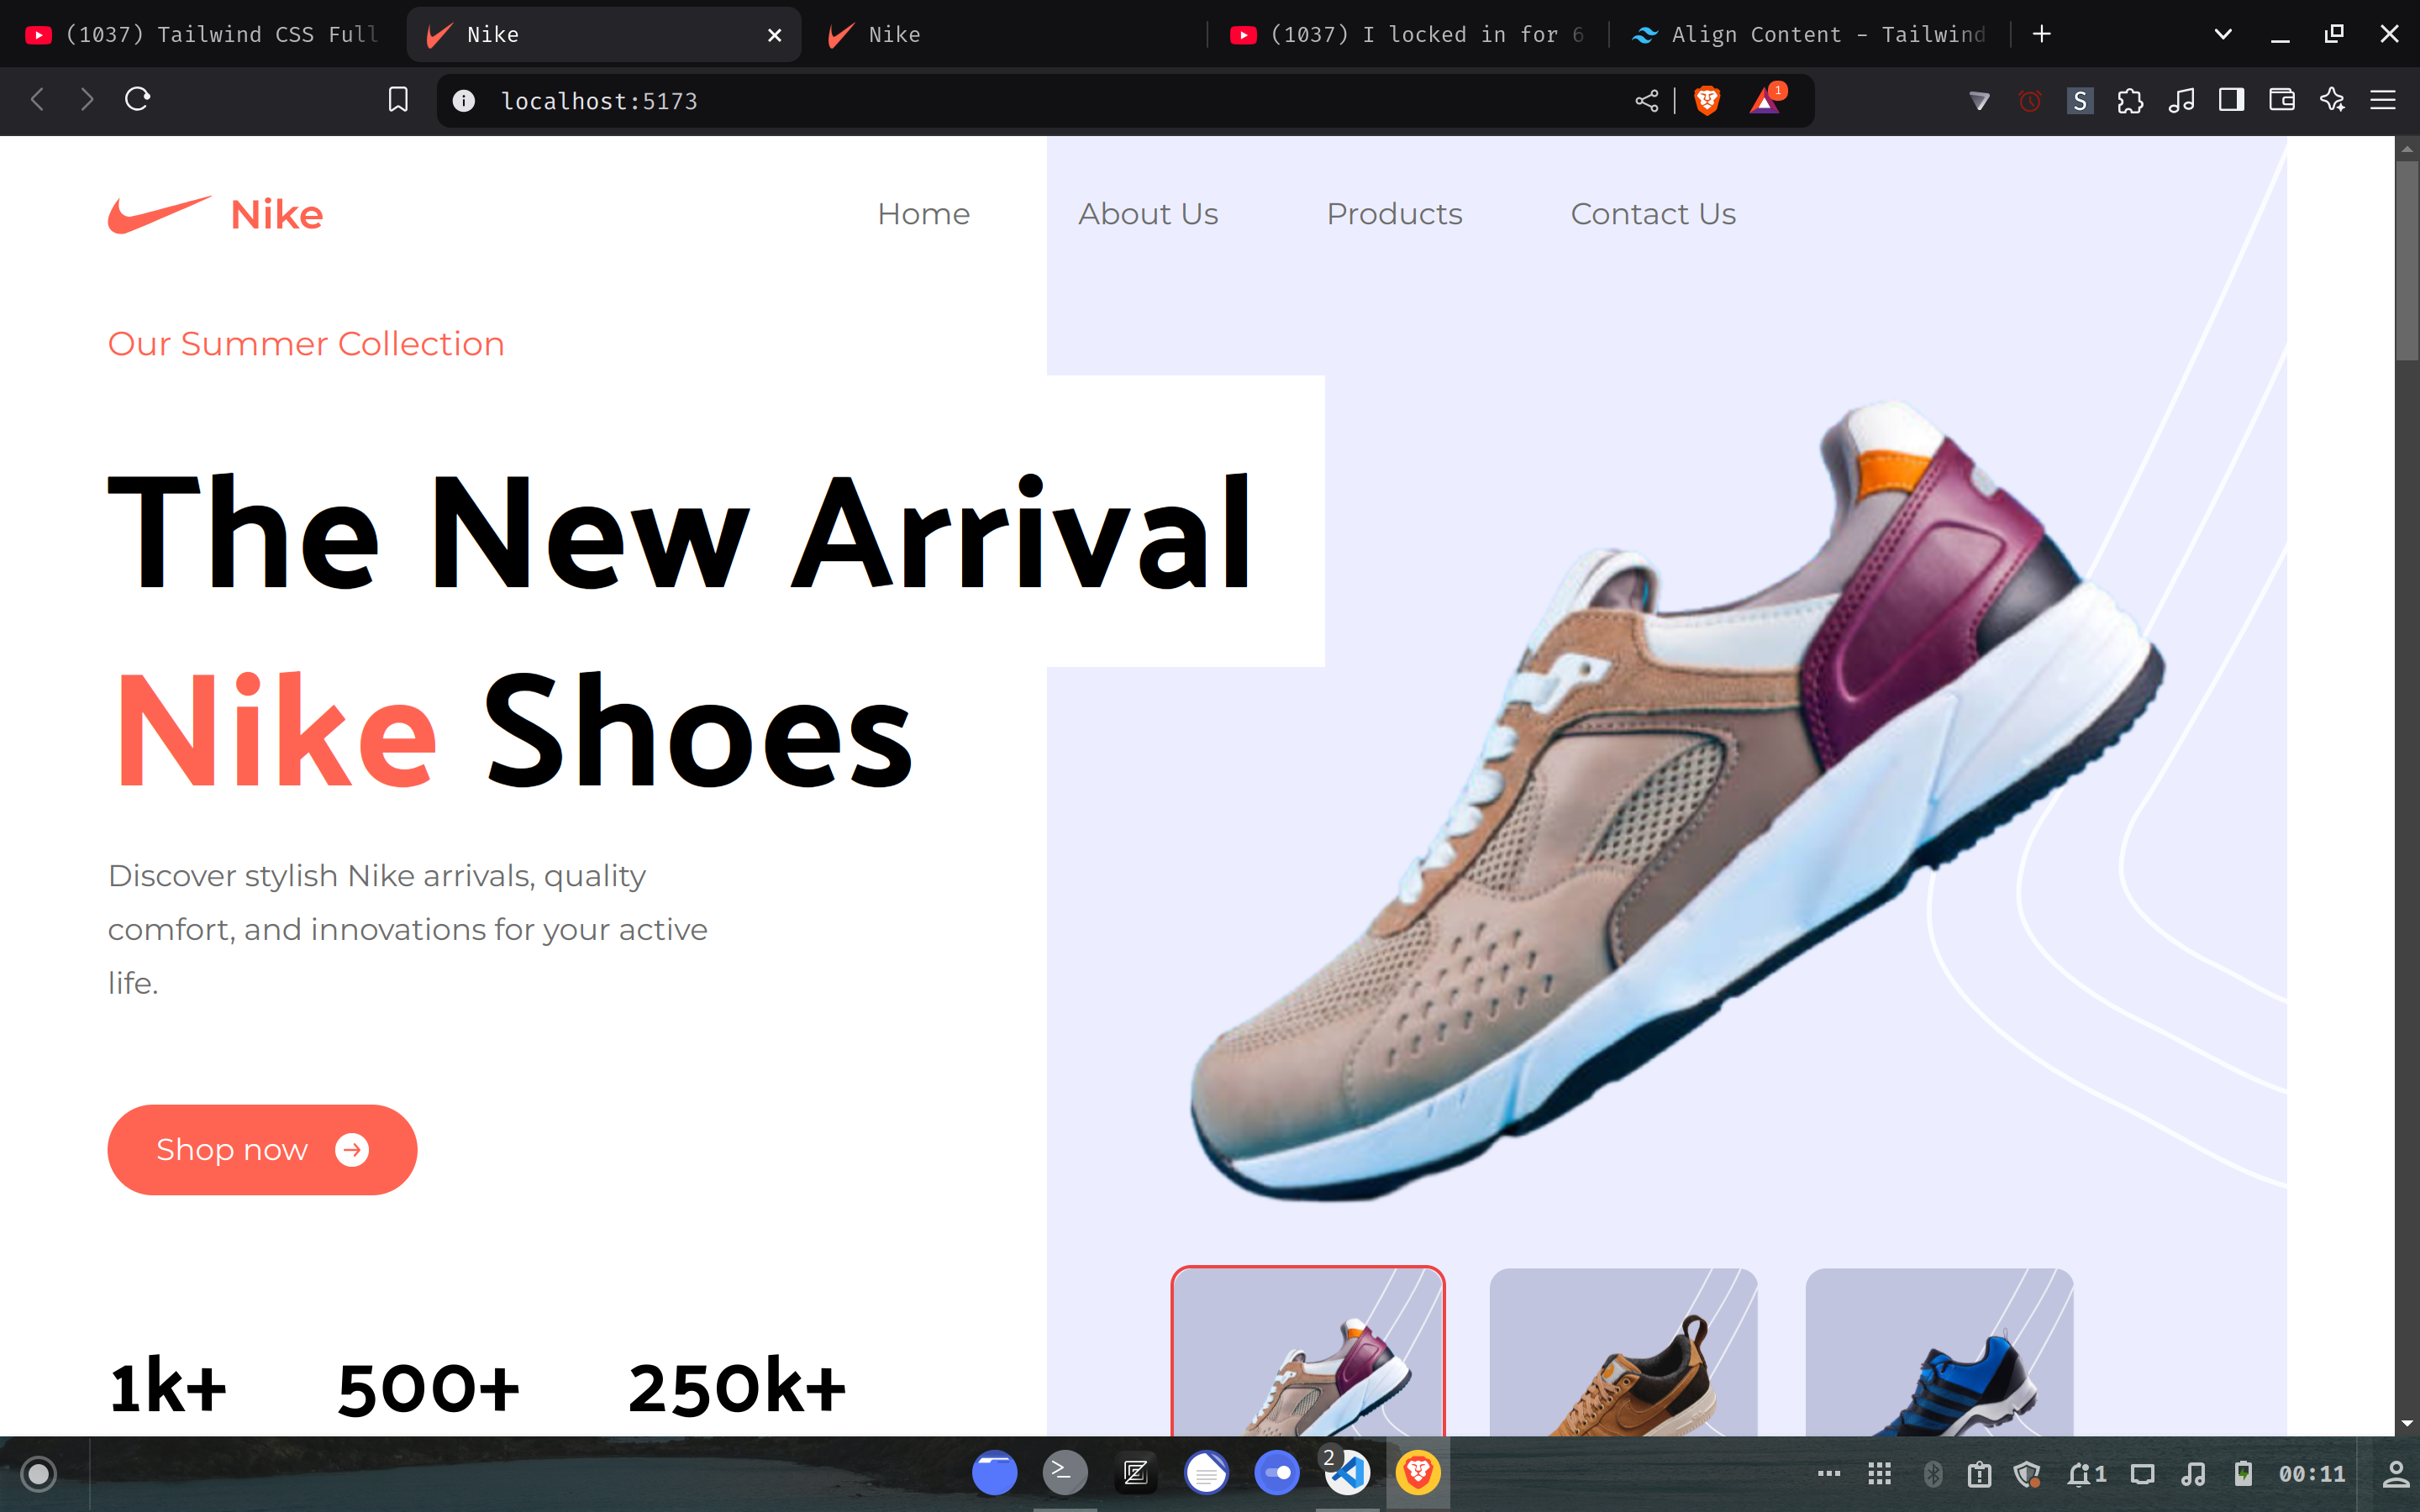 (1037) Tailwind CSS Full
Nike
Nike
(1037) I locked in for 6
Align Content - Tailwind
localhost:5173
1
S
Nike
Home
About Us
Products
Contact Us
Our Summer Collection
The New Arrival
Nike Shoes
Discover stylish Nike arrivals, quality
comfort, and innovations for your active
life.
Shop now
1k+
500+
250k+
2
1
00:11